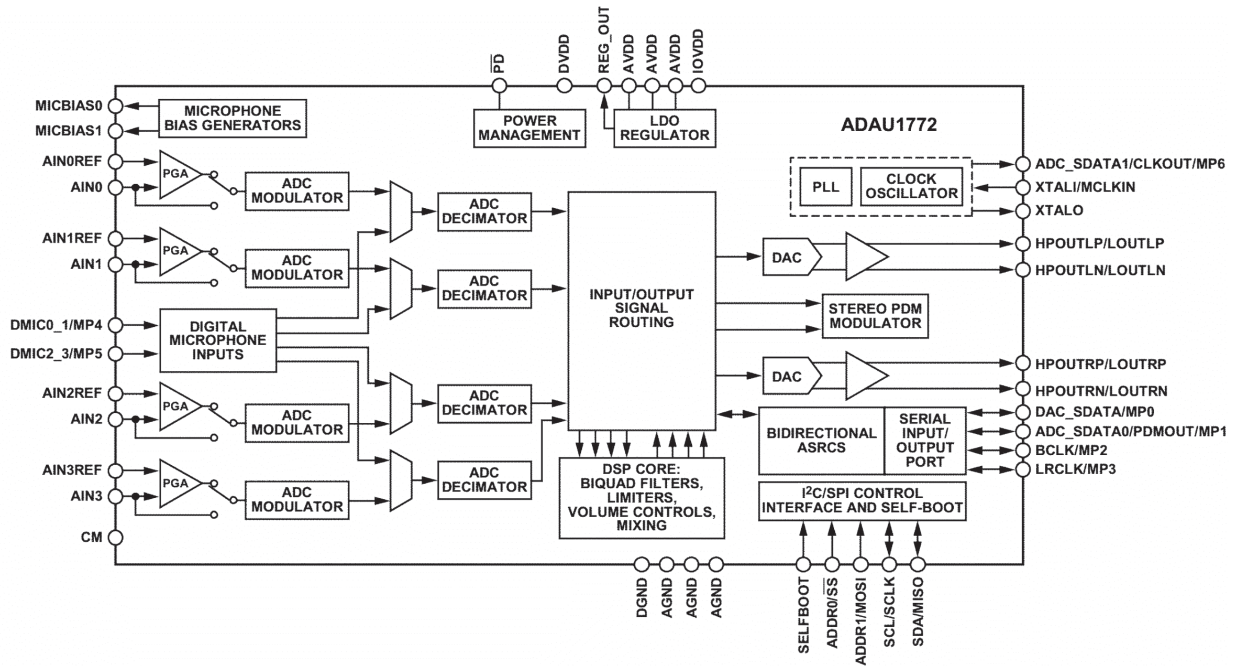 PD
DVDD
REG_OUT
AVDD
AVDD
AVDD
IOVDD
MICBIAS0
MICBIAS1
MICROPHONE
BIAS GENERATORS
POWER
MANAGEMENT
LDO
REGULATOR
ADAU1772
AIN0REF
AIN0
PGA
ADC
MODULATOR
ADC
DECIMATOR
PLL
CLOCK
OSCILLATOR
ADC_SDATA1/CLKOUT/MP6
XTALI/MCLKIN
XTALO
AIN1REF
AIN1
PGA
ADC
MODULATOR
ADC
DECIMATOR
INPUT/OUTPUT
SIGNAL
ROUTING
DAC
HPOUTLP/LOUTLP
HPOUTLN/LOUTLN
DMIC0_1/MP4
DMIC2_3/MP5
DIGITAL
MICROPHONE
INPUTS
STEREO PDM
MODULATOR
AIN2REF
AIN2
PGA
ADC
MODULATOR
ADC
DECIMATOR
DAC
HPOUTRP/LOUTRP
HPOUTRN/LOUTRN
BIDIRECTIONAL
ASRCS
SERIAL
INPUT/
OUTPUT
PORT
DAC_SDATA/MP0
ADC_SDATA0/PDMOUT/MP1
BCLK/MP2
LRCLK/MP3
AIN3REF
AIN3
PGA
ADC
MODULATOR
ADC
DECIMATOR
DSP CORE:
BIQUAD FILTERS,
LIMITERS,
VOLUME CONTROLS,
MIXING
I2C/SPI CONTROL
INTERFACE AND SELF-BOOT
CM
DGND
AGND
AGND
AGND
SELFBOOT
ADDR0/SS
ADDR1/MOSI
SCL/SCLK
SDA/MISO